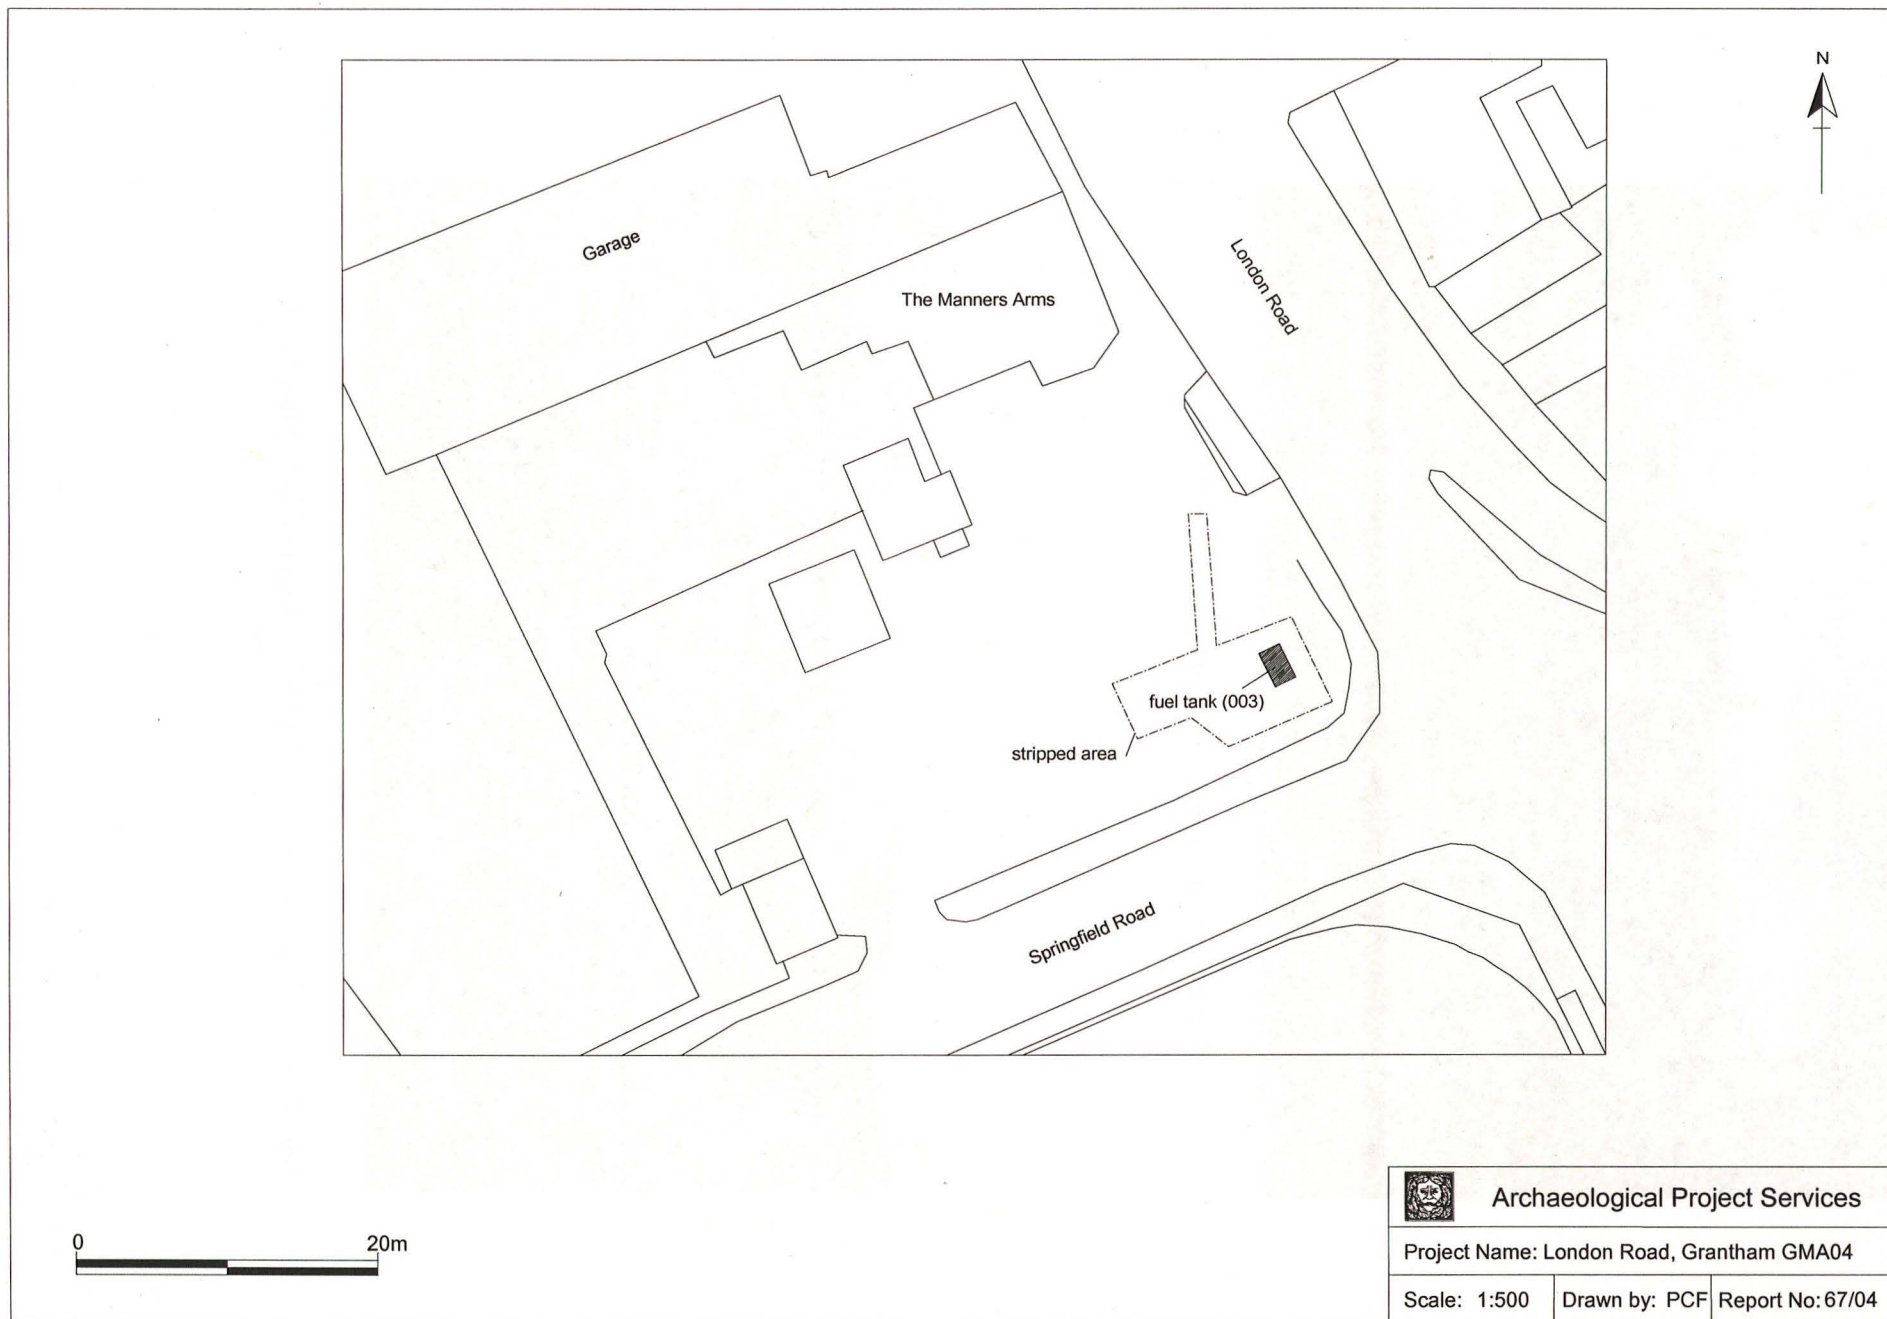 N
Garage
The Manners Arms
London Road
fuel tank (003)
stripped area
Springfield Road
0 20m
Archaeological Project Services
Project Name: London Road, Grantham GMA04
Scale: 1:500 Drawn by: PCF Report No: 67/04